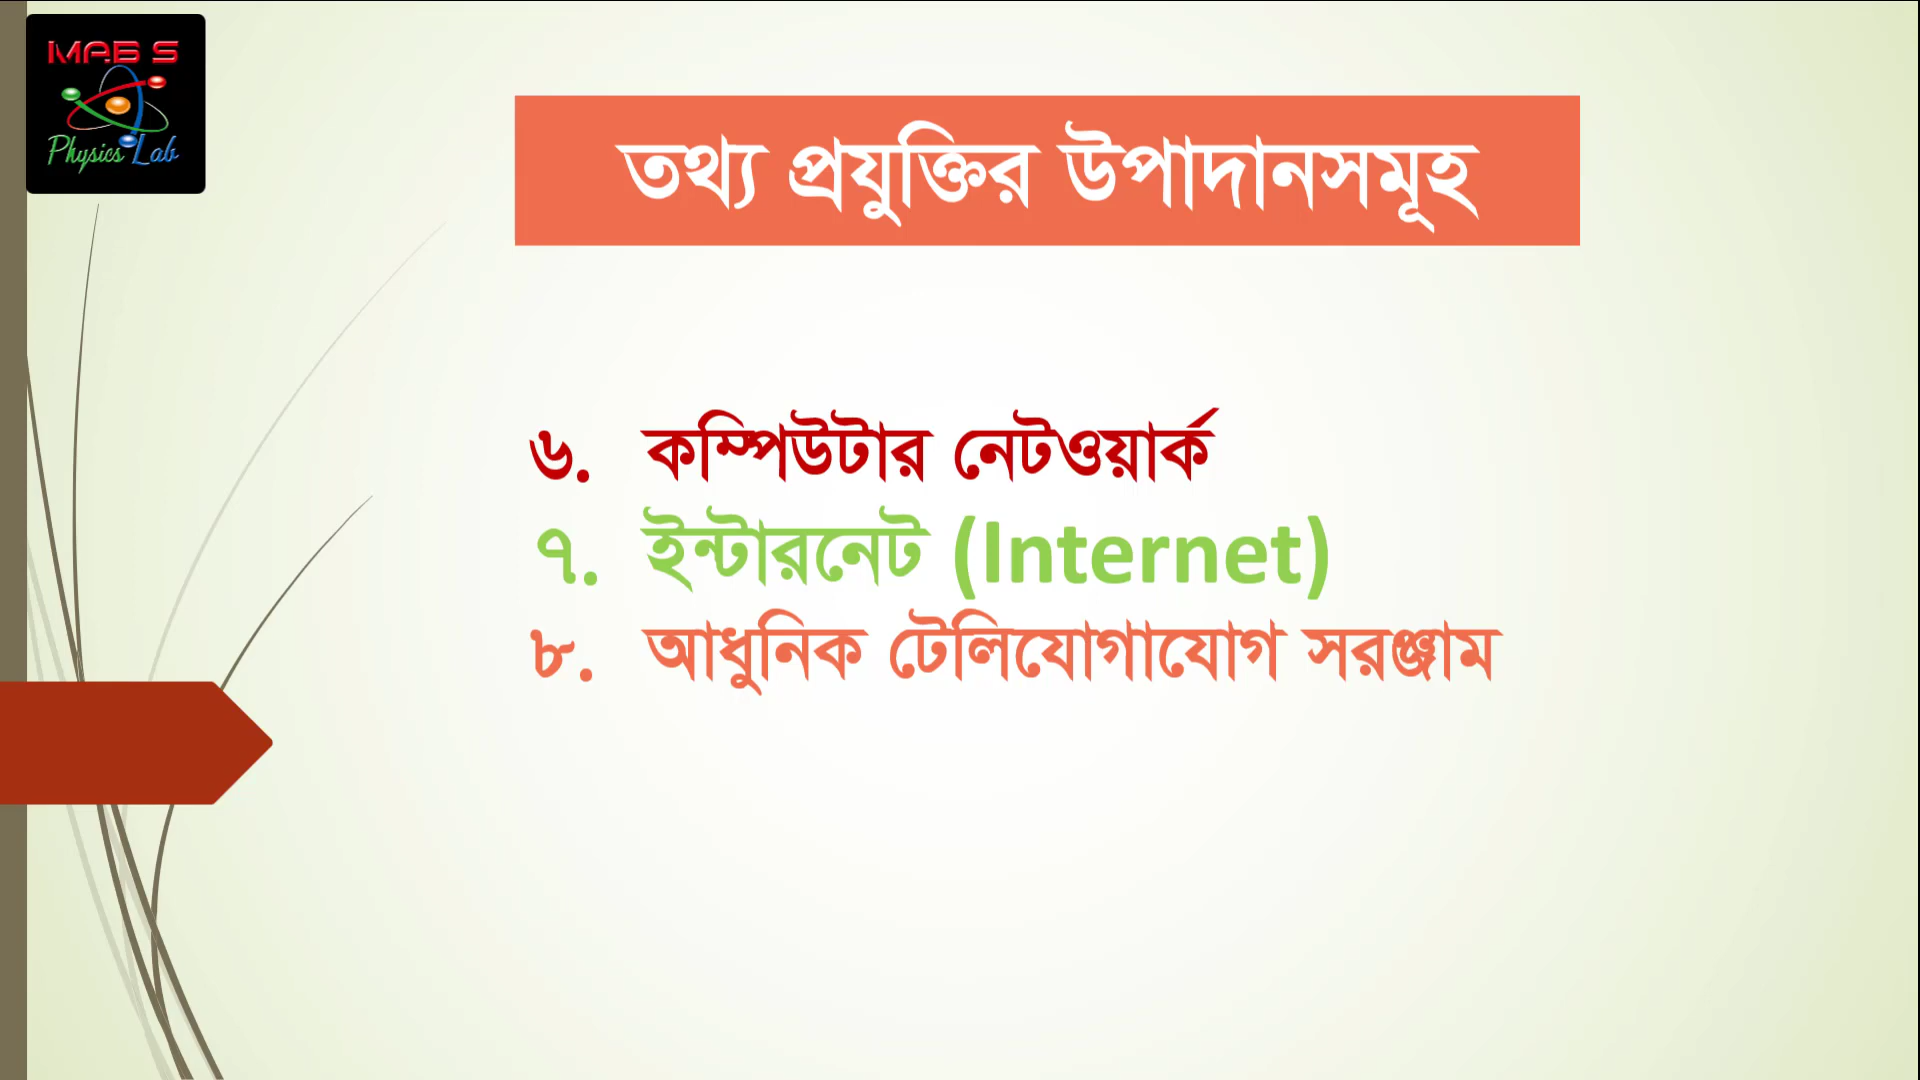 MAB S
Physics Lab
তথ্য প্রযুক্তির উপাদানসমূহ
৬. কম্পিউটার নেটওয়ার্ক
৭. ইন্টারনেট (Internet)
৮. আধুনিক টেলিযোগাযোগ সরঞ্জাম